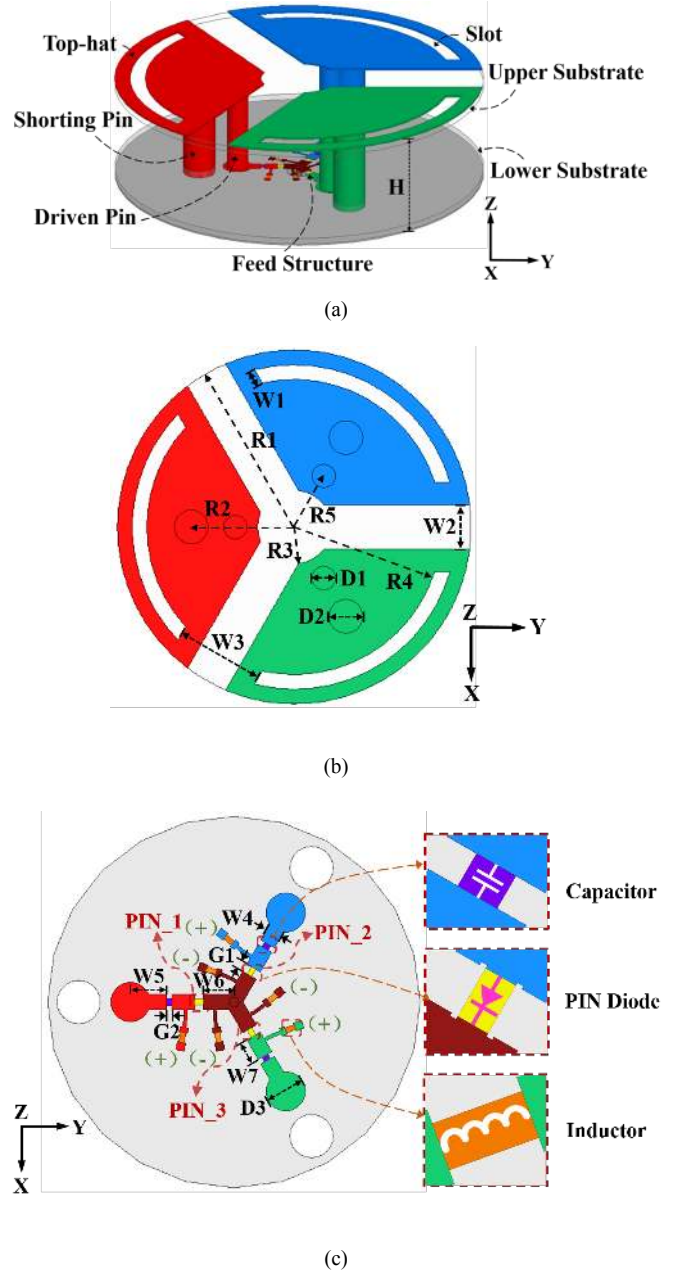 Top-hat
Slot
Upper Substrate
Shorting Pin
Lower Substrate
H
Driven Pin
Feed Structure
Z
X
Y
(a)
W1
R1
R2
R5
W2
R3
D1
R4
D2
W3
Z
Y
X
(b)
Capacitor
W4
PIN_1
(+)
PIN_2
G1
(-)
W5
W6
(-)
PIN Diode
G2
(+)
(+)
(-)
W7
PIN_3
D3
Z
Y
X
Inductor
(c)